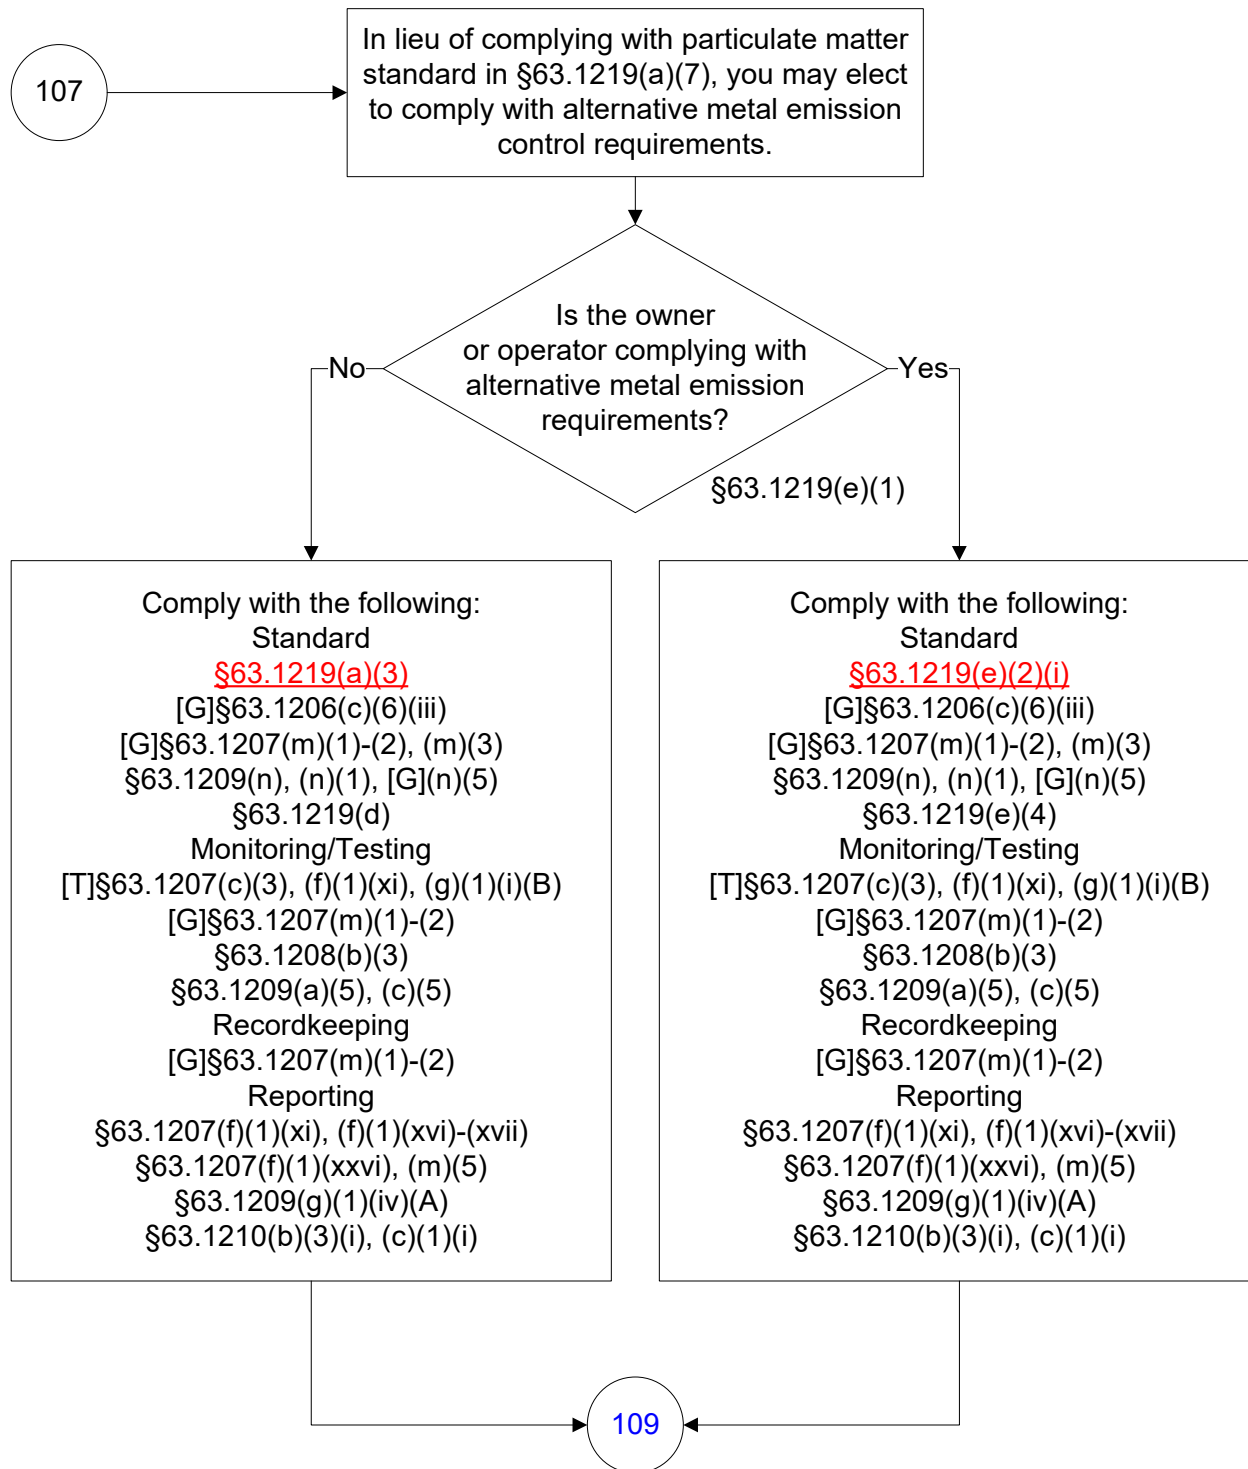 107
In lieu of complying with particulate matter
standard in §63.1219(a)(7), you may elect
to comply with alternative metal emission
control requirements.
Is the owner
or operator complying with
alternative metal emission
requirements?
No
Yes
§63.1219(e)(1)
Comply with the following:
Standard
§63.1219(a)(3)
[G]§63.1206(c)(6)(iii)
[G]§63.1207(m)(1)-(2), (m)(3)
§63.1209(n), (n)(1), [G](n)(5)
§63.1219(d)
Monitoring/Testing
[T]§63.1207(c)(3), (f)(1)(xi), (g)(1)(i)(B)
[G]§63.1207(m)(1)-(2)
§63.1208(b)(3)
§63.1209(a)(5), (c)(5)
Recordkeeping
[G]§63.1207(m)(1)-(2)
Reporting
§63.1207(f)(1)(xi), (f)(1)(xvi)-(xvii)
§63.1207(f)(1)(xxvi), (m)(5)
§63.1209(g)(1)(iv)(A)
§63.1210(b)(3)(i), (c)(1)(i)
Comply with the following:
Standard
§63.1219(e)(2)(i)
[G]§63.1206(c)(6)(iii)
[G]§63.1207(m)(1)-(2), (m)(3)
§63.1209(n), (n)(1), [G](n)(5)
§63.1219(e)(4)
Monitoring/Testing
[T]§63.1207(c)(3), (f)(1)(xi), (g)(1)(i)(B)
[G]§63.1207(m)(1)-(2)
§63.1208(b)(3)
§63.1209(a)(5), (c)(5)
Recordkeeping
[G]§63.1207(m)(1)-(2)
Reporting
§63.1207(f)(1)(xi), (f)(1)(xvi)-(xvii)
§63.1207(f)(1)(xxvi), (m)(5)
§63.1209(g)(1)(iv)(A)
§63.1210(b)(3)(i), (c)(1)(i)
109